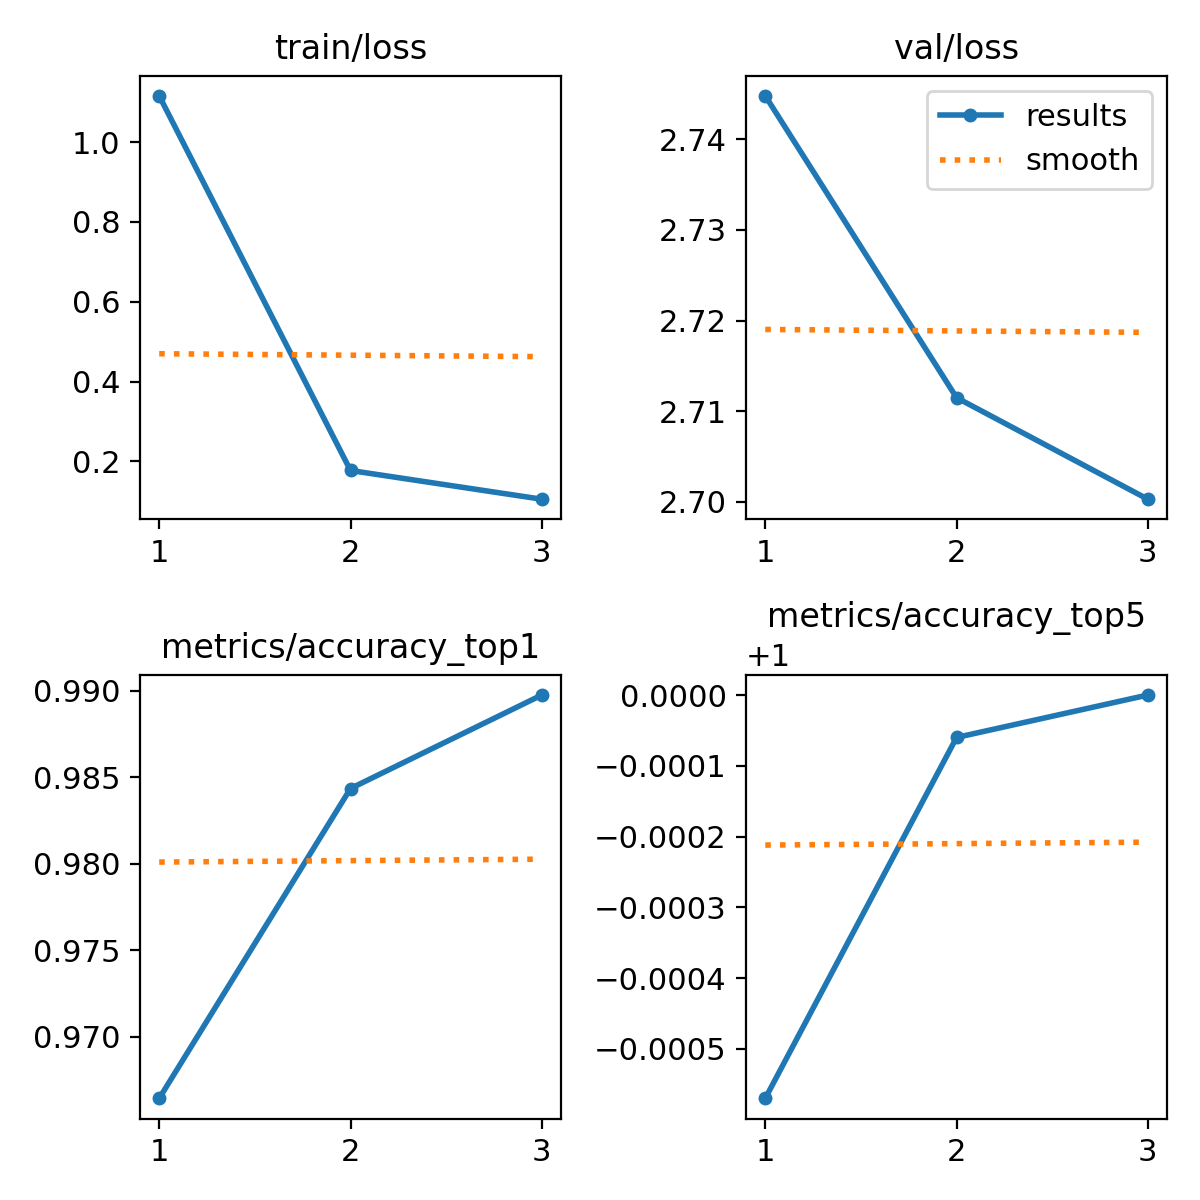 train/loss
1.0
0.8
0.6
0.4
0.2
1 2 3
val/loss
results
smooth
2.74
2.73
2.72
2.71
2.70
1 2 3
metrics/accuracy_top1
0.990
0.985
0.980
0.975
0.970
1 2 3
metrics/accuracy_top5
+1
0.0000
−0.0001
−0.0002
−0.0003
−0.0004
−0.0005
1 2 3